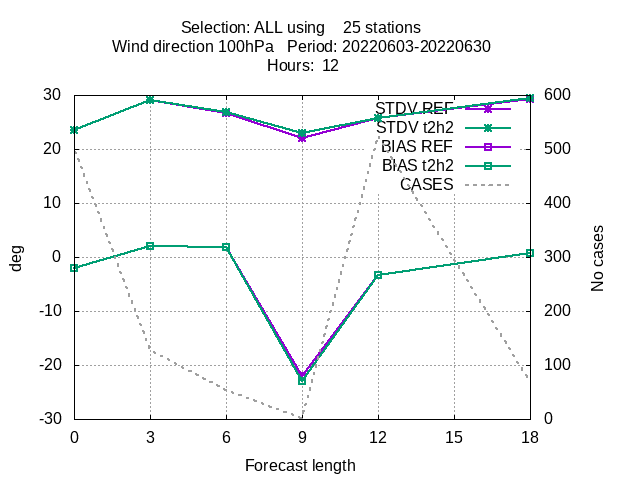 Selection: ALL using    25 stations
Wind direction 100hPa   Period: 20220603-20220630
Hours:  12
30
20
10
0
-10
-20
-30
deg
600
500
400
300
200
100
0
No cases
STDV REF
STDV t2h2
BIAS REF
BIAS t2h2
CASES
0 3 6 9 12 15 18
Forecast length